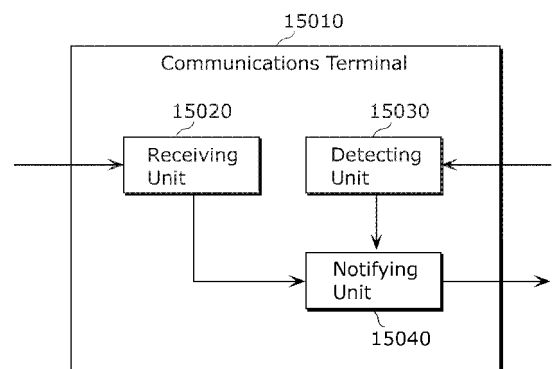 15010
Communications Terminal
15020
15030
Receiving
Unit
Detecting
Unit
Notifying
Unit
15040